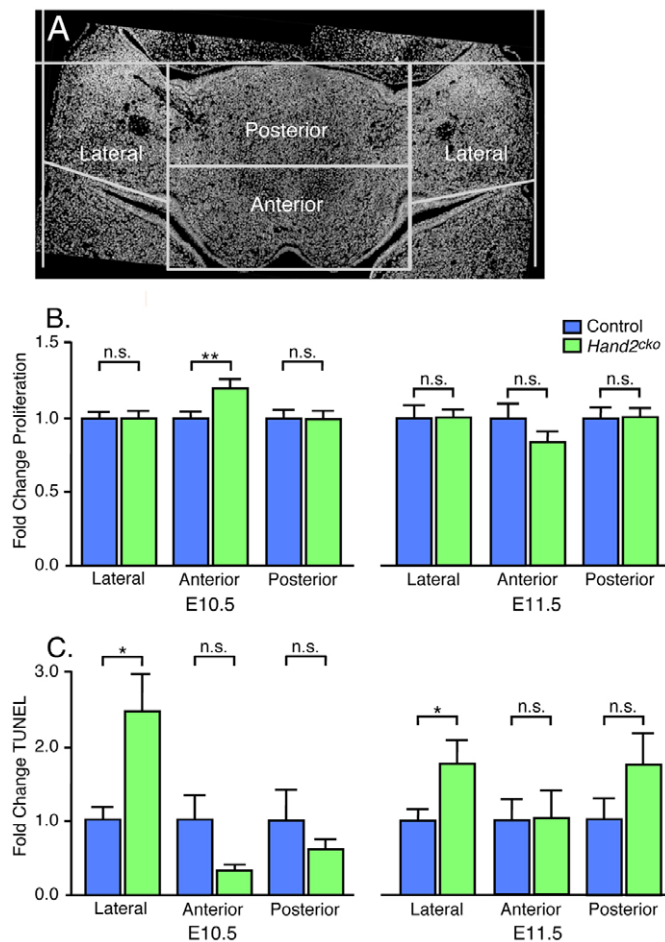 A
Posterior
Lateral
Lateral
Anterior
B.
Control
Hand2cko
n.s. ** n.s. n.s. n.s. n.s.
Fold Change Proliferation
1.5
1.0
0.5
0.0
Lateral Anterior Posterior Lateral Anterior Posterior
E10.5 E11.5
C.
* n.s. n.s. * n.s. n.s.
Fold Change TUNEL
3.0
2.0
1.0
0.0
Lateral Anterior Posterior Lateral Anterior Posterior
E10.5 E11.5